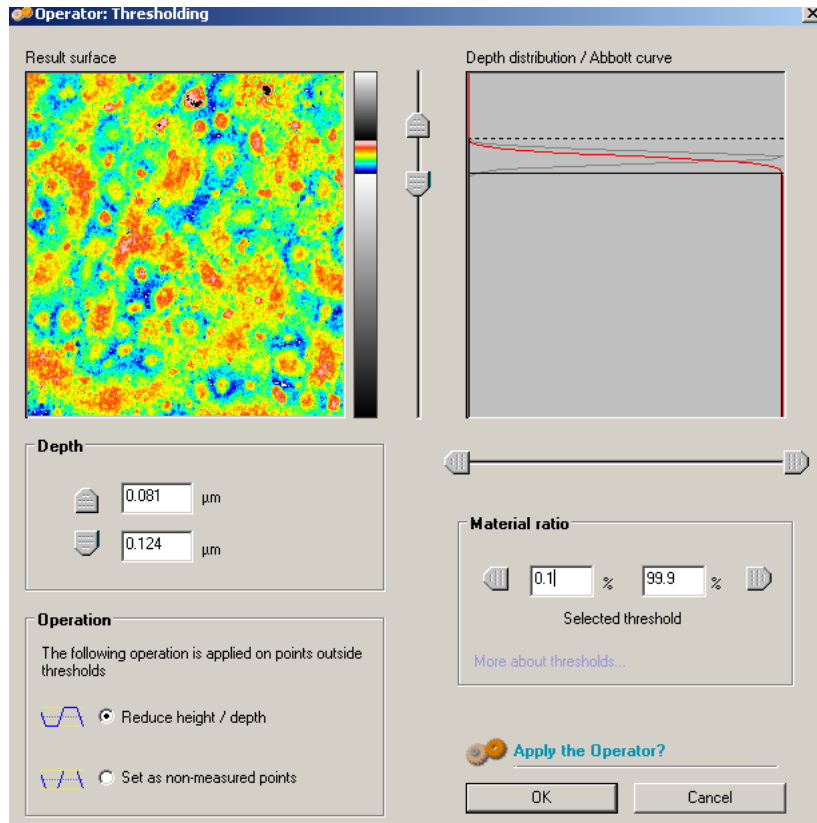 Operator: Thresholding
Result surface
Depth distribution / Abbott curve
Depth
0.081 µm
0.124 µm
Material ratio
0.1 % 99.9 %
Selected threshold
More about thresholds...
Operation
The following operation is applied on points outside
thresholds
Reduce height / depth
Set as non-measured points
Apply the Operator?
OK Cancel